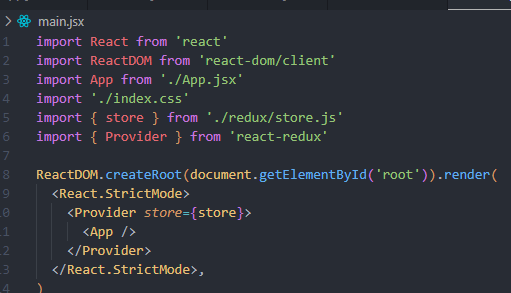 > main.jsx
1 import React from 'react'
2 import ReactDOM from 'react-dom/client'
3 import App from './App.jsx'
4 import './index.css'
5 import { store } from './redux/store.js'
6 import { Provider } from 'react-redux'
7
8 ReactDOM.createRoot(document.getElementById('root')).render(
9 <React.StrictMode>
10 <Provider store={store}>
11 <App />
12 </Provider>
13 </React.StrictMode>,
)